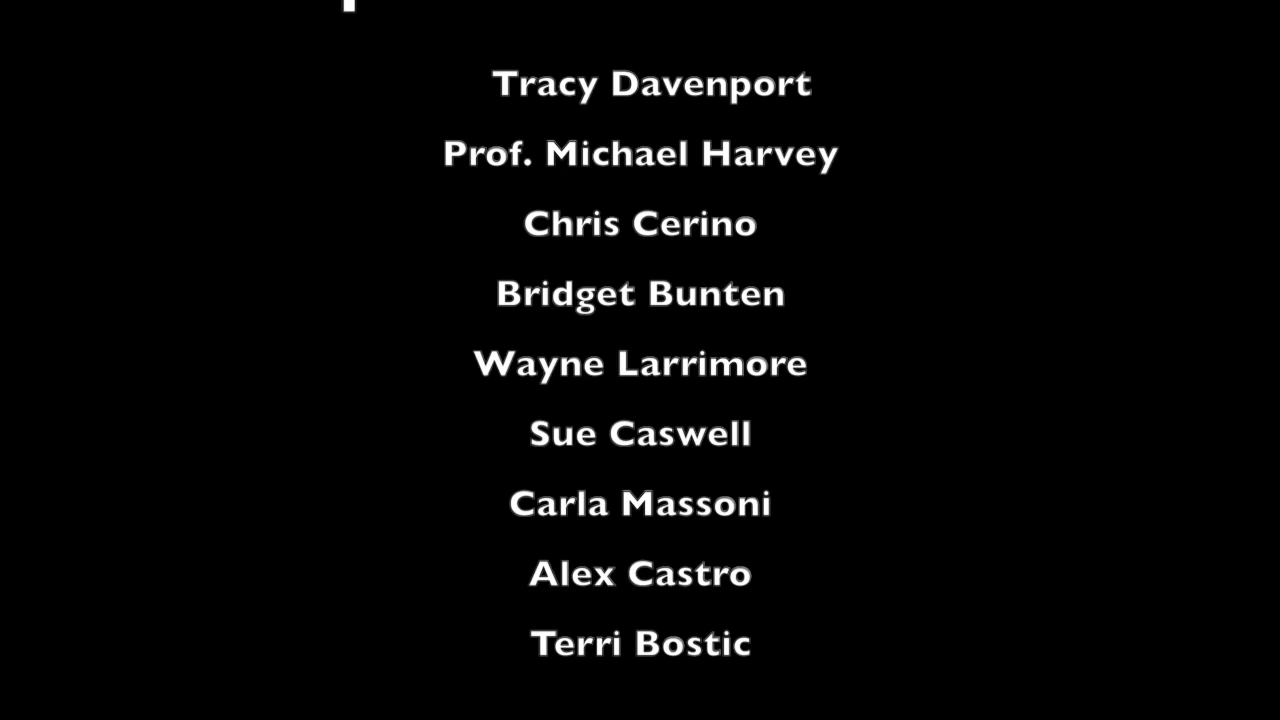 Tracy Davenport
Prof. Michael Harvey
Chris Cerino
Bridget Bunten
Wayne Larrimore
Sue Caswell
Carla Massoni
Alex Castro
Terri Bostic